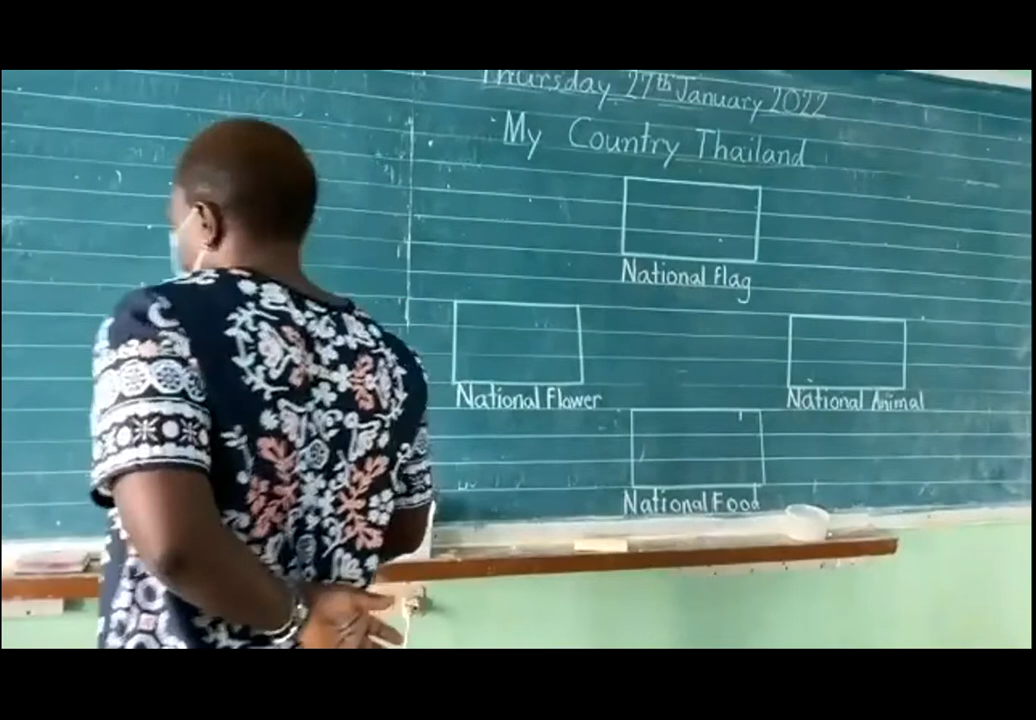 Thursday 27th January 2022
My Country Thailand
National Flag
National Flower
National Animal
National Food